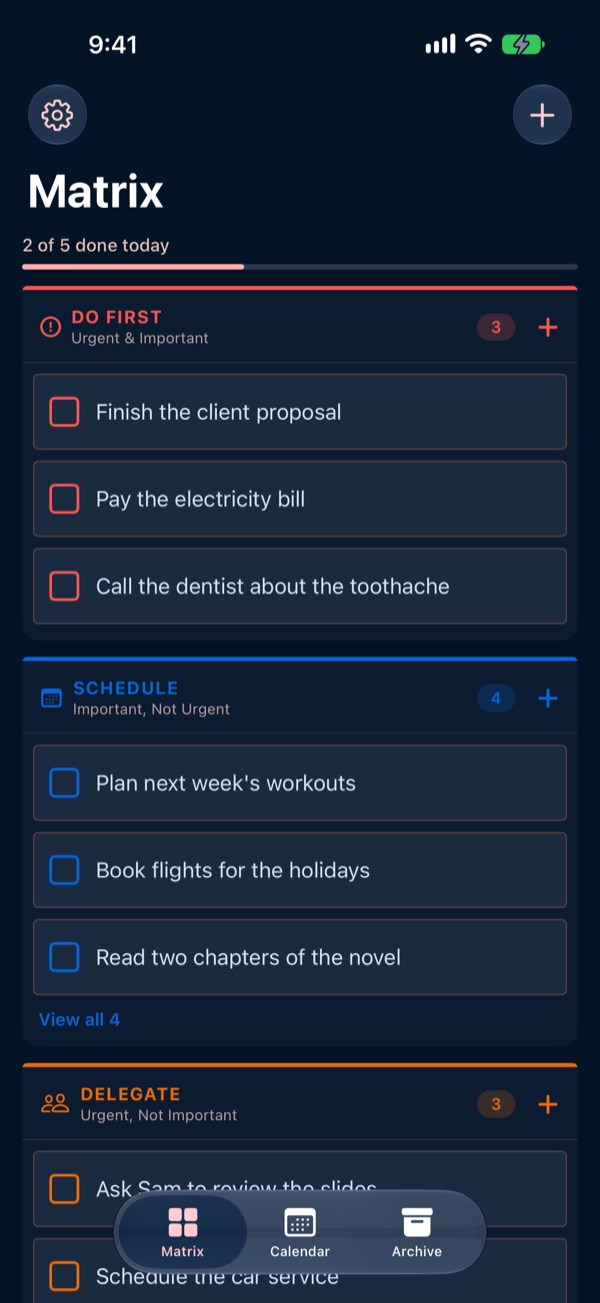 9:41
Matrix
2 of 5 done today
DO FIRST
Urgent & Important
3
Finish the client proposal
Pay the electricity bill
Call the dentist about the toothache
SCHEDULE
Important, Not Urgent
4
Plan next week's workouts
Book flights for the holidays
Read two chapters of the novel
View all 4
DELEGATE
Urgent, Not Important
3
Ask Sam to review the slides
Schedule the car service
Matrix
Calendar
Archive